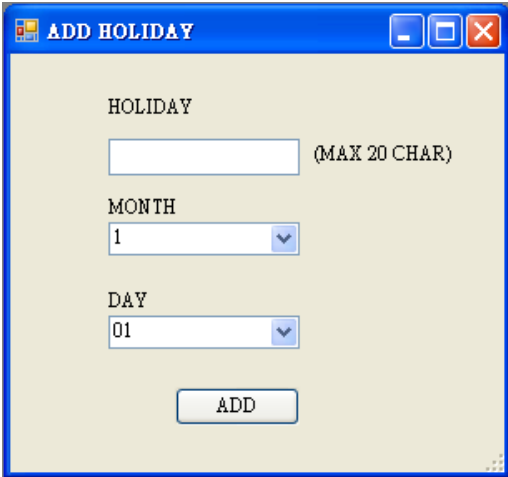 ADD HOLIDAY
HOLIDAY
(MAX 20 CHAR)
MONTH
1
DAY
01
ADD